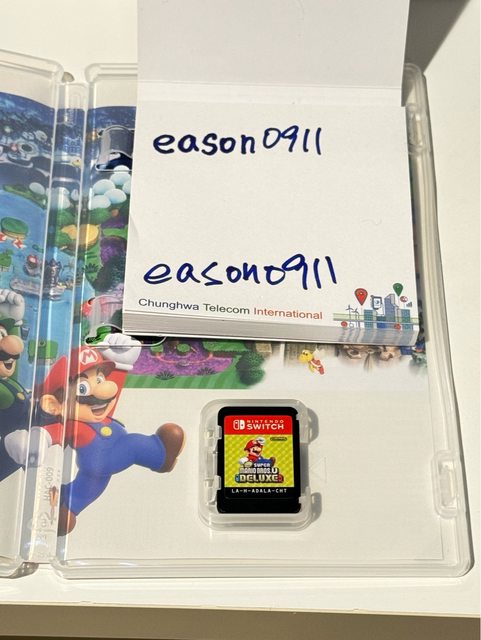 eason0911
eason0911
Chunghwa Telecom International
NINTENDO
SWITCH
SUPER
MARIO BROS. U
DELUXE
LA-H-ADALA-CHT